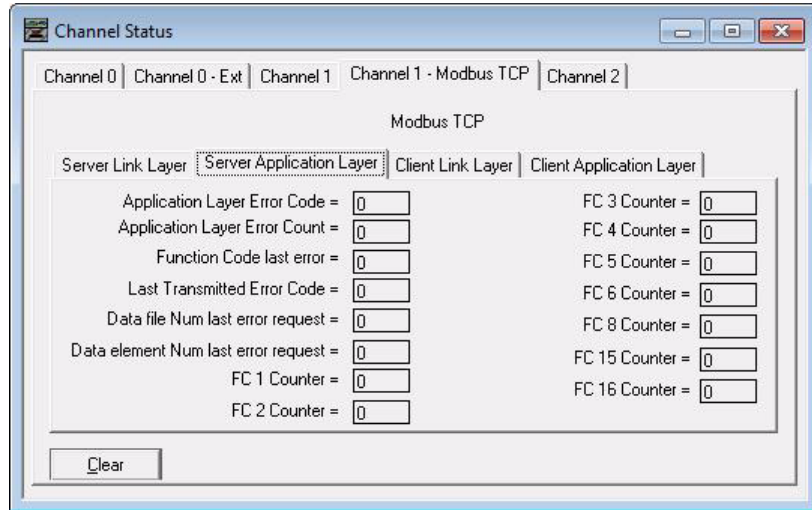 Channel Status
Channel 0 Channel 0 - Ext Channel 1 Channel 1 - Modbus TCP Channel 2
Modbus TCP
Server Link Layer Server Application Layer Client Link Layer Client Application Layer
Application Layer Error Code = 0
Application Layer Error Count = 0
Function Code last error = 0
Last Transmitted Error Code = 0
Data file Num last error request = 0
Data element Num last error request = 0
FC 1 Counter = 0
FC 2 Counter = 0
FC 3 Counter = 0
FC 4 Counter = 0
FC 5 Counter = 0
FC 6 Counter = 0
FC 8 Counter = 0
FC 15 Counter = 0
FC 16 Counter = 0
Clear